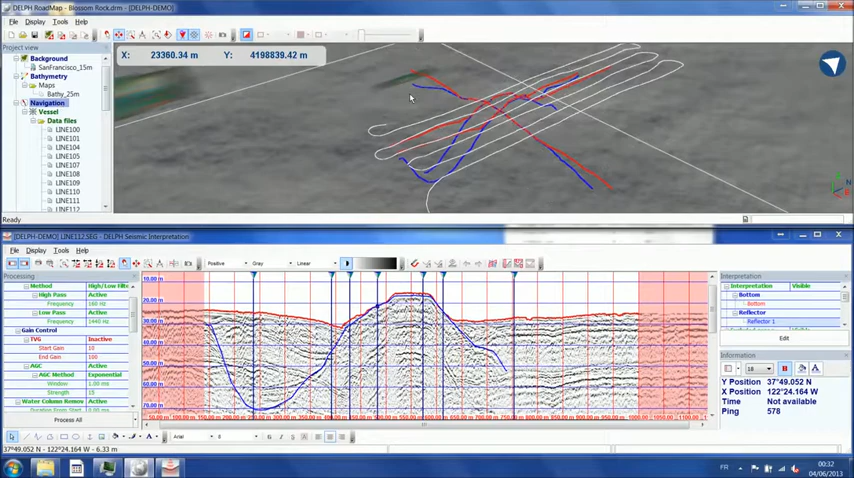 DELPH RoadMap - Blossom Rock.drm - [DELPH-DEMO]
File Display Tools Help
Project view
Background
SanFrancisco_15m
Bathymetry
Maps
Bathy_25m
Navigation
Vessel
Data files
LINE100
LINE101
LINE104
LINE105
LINE107
LINE108
LINE109
LINE110
LINE111
LINE112
X: 23360.34 m Y: 4198839.42 m
Ready
[DELPH-DEMO] LINE112.SEG - DELPH Seismic Interpretation
File Display Tools Help
Positive Gray Linear
Processing
Method High/Low Filte
High Pass Active
Frequency 160 Hz
Low Pass Active
Frequency 1440 Hz
Gain Control
TVG Inactive
Start Gain 10
End Gain 100
AGC Active
AGC Method Exponential
Window 1.00 ms
Strength 15
Water Column Remove Active
Process All
10.00 m
20.00 m
30.00 m
40.00 m
50.00 m
60.00 m
Interpretation
Interpretation Visible
Bottom
Bottom
Reflector
Reflector 1
Edit
Information
18
Y Position 37°49.052 N
X Position 122°24.164 W
Time Not available
Ping 578
Arial 8
37°49.052 N - 122°24.164 W - 6.33 m
FR
00:32
04/06/2013